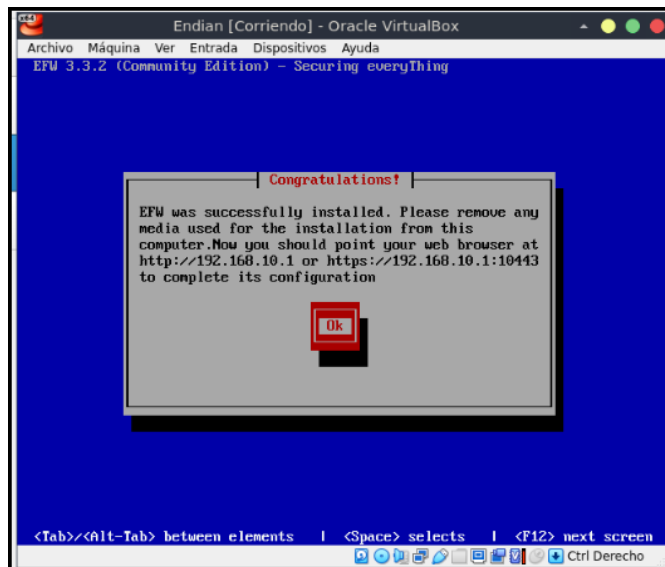 Endian [Corriendo] - Oracle VirtualBox
Archivo Máquina Ver Entrada Dispositivos Ayuda
EFW 3.3.2 (Community Edition) - Securing everyThing
Congratulations!
EFW was successfully installed. Please remove any
media used for the installation from this
computer.Now you should point your web browser at
http://192.168.10.1 or https://192.168.10.1:10443
to complete its configuration
Ok
<Tab>/<Alt-Tab> between elements | <Space> selects | <F12> next screen
Ctrl Derecho